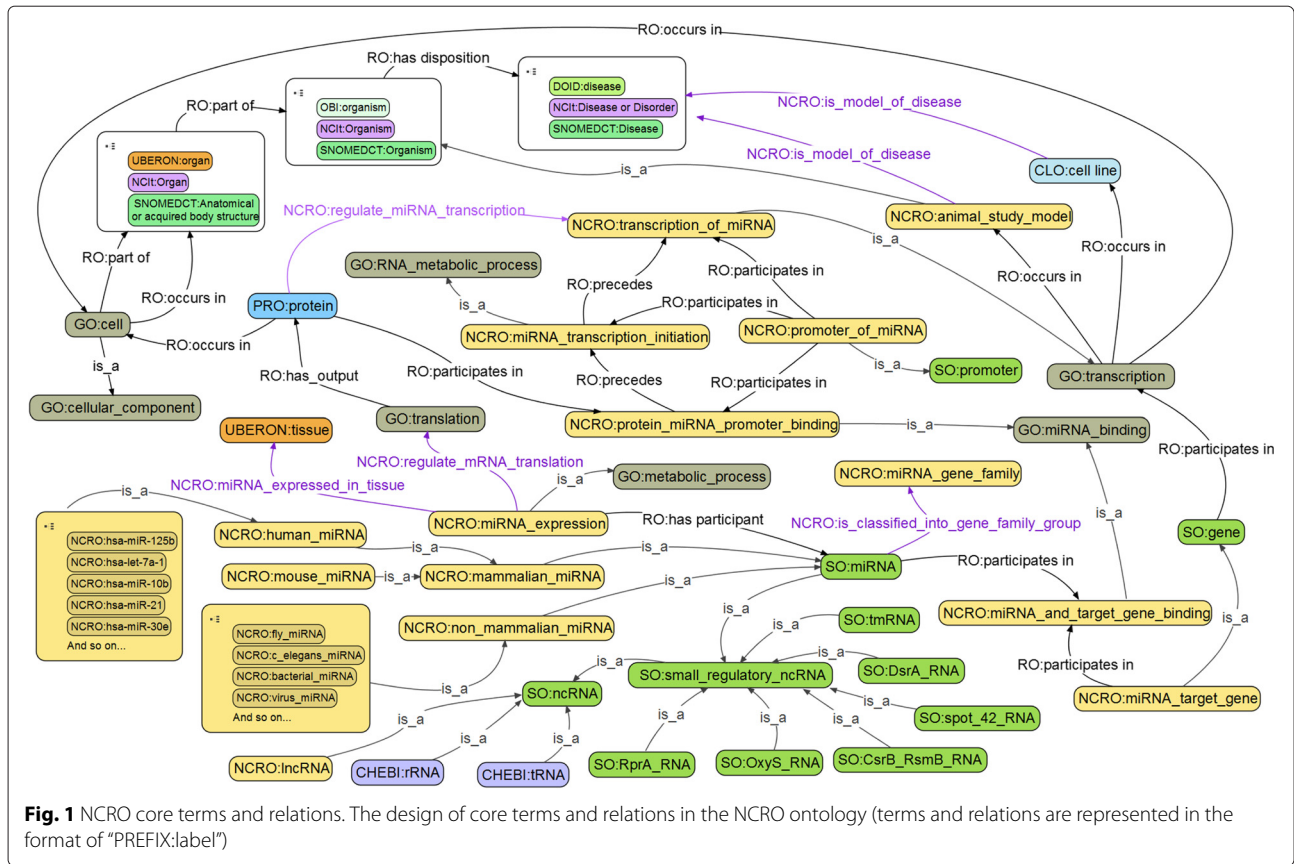 RO:occurs in
RO:has disposition
DOID:disease
NCIt:Disease or Disorder
SNOMEDCT:Disease
RO:part of
OBI:organism
NCIt:Organism
SNOMEDCT:Organism
NCRO:is_model_of_disease
NCRO:is_model_of_disease
UBERON:organ
NCIt:Organ
SNOMEDCT:Anatomical
or acquired body structure
is_a
CLO:cell line
NCRO:regulate_miRNA_transcription
NCRO:transcription_of_miRNA
NCRO:animal_study_model
is_a
RO:part of
RO:occurs in
GO:RNA_metabolic_process
RO:occurs in
RO:occurs in
RO:precedes
RO:participates in
PRO:protein
is_a
RO:participates in
GO:cell
NCRO:miRNA_transcription_initiation
NCRO:promoter_of_miRNA
RO:occurs in
is_a
is_a
SO:promoter
GO:transcription
RO:has_output
RO:participates in
RO:precedes
RO:participates in
GO:cellular_component
GO:translation
NCRO:protein_miRNA_promoter_binding
is_a
GO:miRNA_binding
UBERON:tissue
RO:participates in
NCRO:regulate_mRNA_translation
GO:metabolic_process
NCRO:miRNA_gene_family
NCRO:miRNA_expressed_in_tissue
is_a
is_a
is_a
NCRO:miRNA_expression
RO:has participant
NCRO:is_classified_into_gene_family_group
SO:gene
NCRO:human_miRNA
NCRO:hsa-miR-125b
NCRO:hsa-let-7a-1
NCRO:hsa-miR-10b
NCRO:hsa-miR-21
NCRO:hsa-miR-30e
And so on...
is_a
is_a
SO:miRNA
RO:participates in
NCRO:mouse_miRNA
is_a
NCRO:mammalian_miRNA
is_a
is_a
NCRO:miRNA_and_target_gene_binding
is_a
NCRO:non_mammalian_miRNA
SO:tmRNA
is_a
NCRO:fly_miRNA
NCRO:c_elegans_miRNA
NCRO:bacterial_miRNA
NCRO:virus_miRNA
And so on...
is_a
is_a
is_a
SO:DsrA_RNA
RO:participates in
SO:small_regulatory_ncRNA
SO:ncRNA
NCRO:miRNA_target_gene
is_a
SO:spot_42_RNA
is_a
is_a
is_a
is_a
is_a
is_a
NCRO:lncRNA
CHEBI:rRNA
CHEBI:tRNA
SO:RprA_RNA
SO:OxyS_RNA
SO:CsrB_RsmB_RNA
Fig. 1 NCRO core terms and relations. The design of core terms and relations in the NCRO ontology (terms and relations are represented in the
format of “PREFIX:label”)